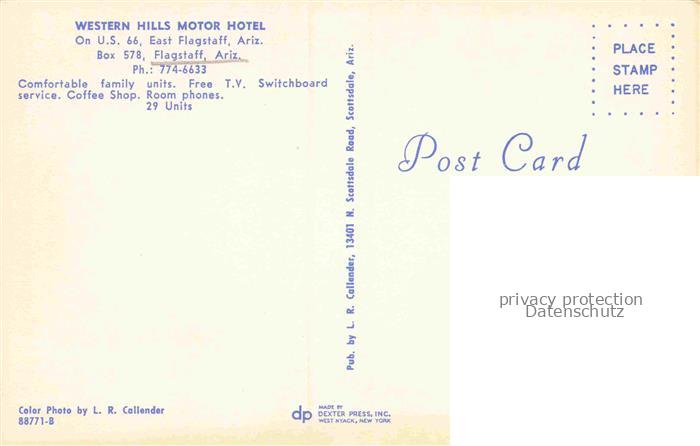 WESTERN HILLS MOTOR HOTEL
On U.S. 66, East Flagstaff, Ariz.
Box 578, Flagstaff, Ariz.
Ph.: 774-6633
Comfortable family units. Free T.V. Switchboard
service. Coffee Shop. Room phones.
29 Units
Color Photo by L. R. Callender
88771-B
Pub. by L. R. Callender, 13401 N. Scottsdale Road, Scottsdale, Ariz.
dp MADE BY
DEXTER PRESS, INC.
WEST NYACK, NEW YORK
PLACE
STAMP
HERE
Post Card
privacy protection
Datenschutz